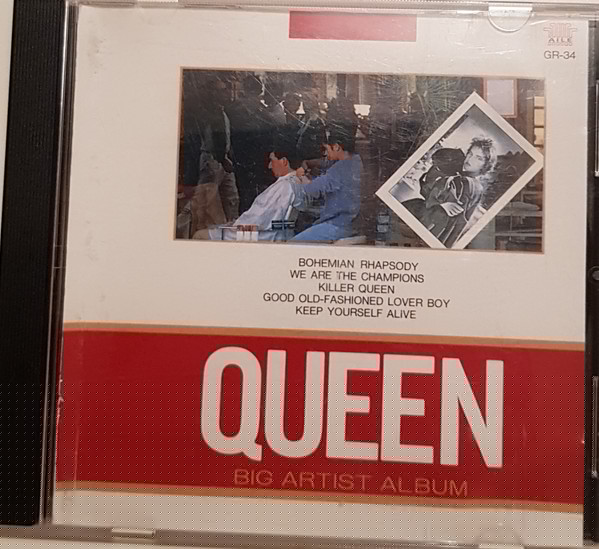 AILE
GR-34
BOHEMIAN RHAPSODY
WE ARE THE CHAMPIONS
KILLER QUEEN
GOOD OLD-FASHIONED LOVER BOY
KEEP YOURSELF ALIVE
QUEEN
BIG ARTIST ALBUM